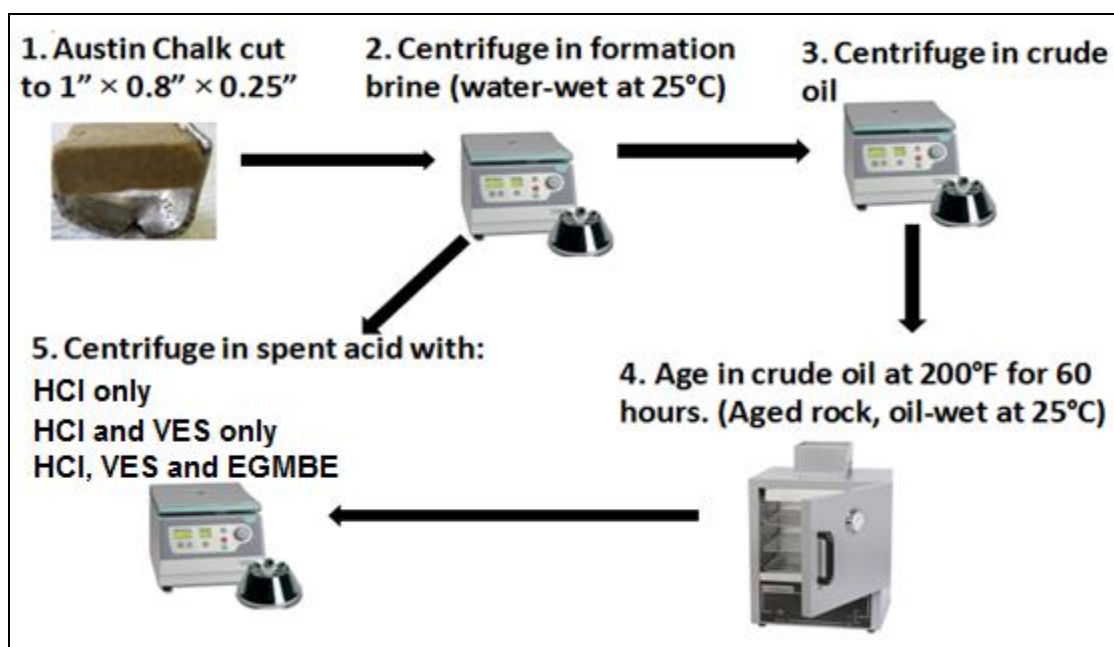 1. Austin Chalk cut
to 1” × 0.8” × 0.25”
2. Centrifuge in formation
brine (water-wet at 25°C)
3. Centrifuge in crude
oil
4. Age in crude oil at 200°F for 60
hours. (Aged rock, oil-wet at 25°C)
5. Centrifuge in spent acid with:
HCl only
HCl and VES only
HCl, VES and EGMBE